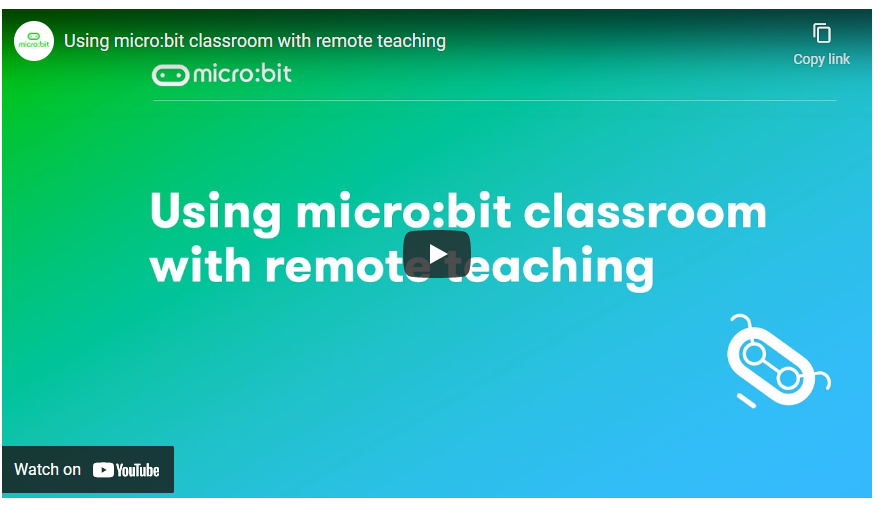 micro:bit
Using micro:bit classroom with remote teaching
Copy link
micro:bit
Using micro:bit classroom
with remote teaching
Watch on YouTube